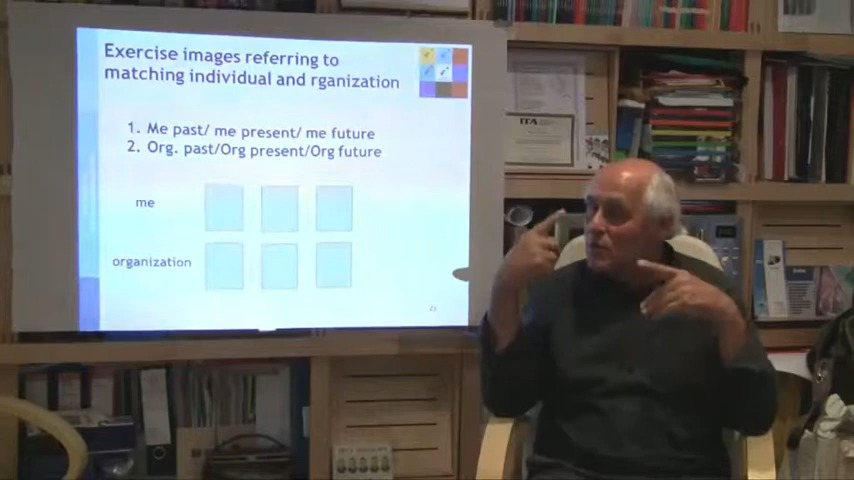 Exercise images referring to
matching individual and rganization
1. Me past/ me present/ me future
2. Org. past/Org present/Org future
me
organization
ITA